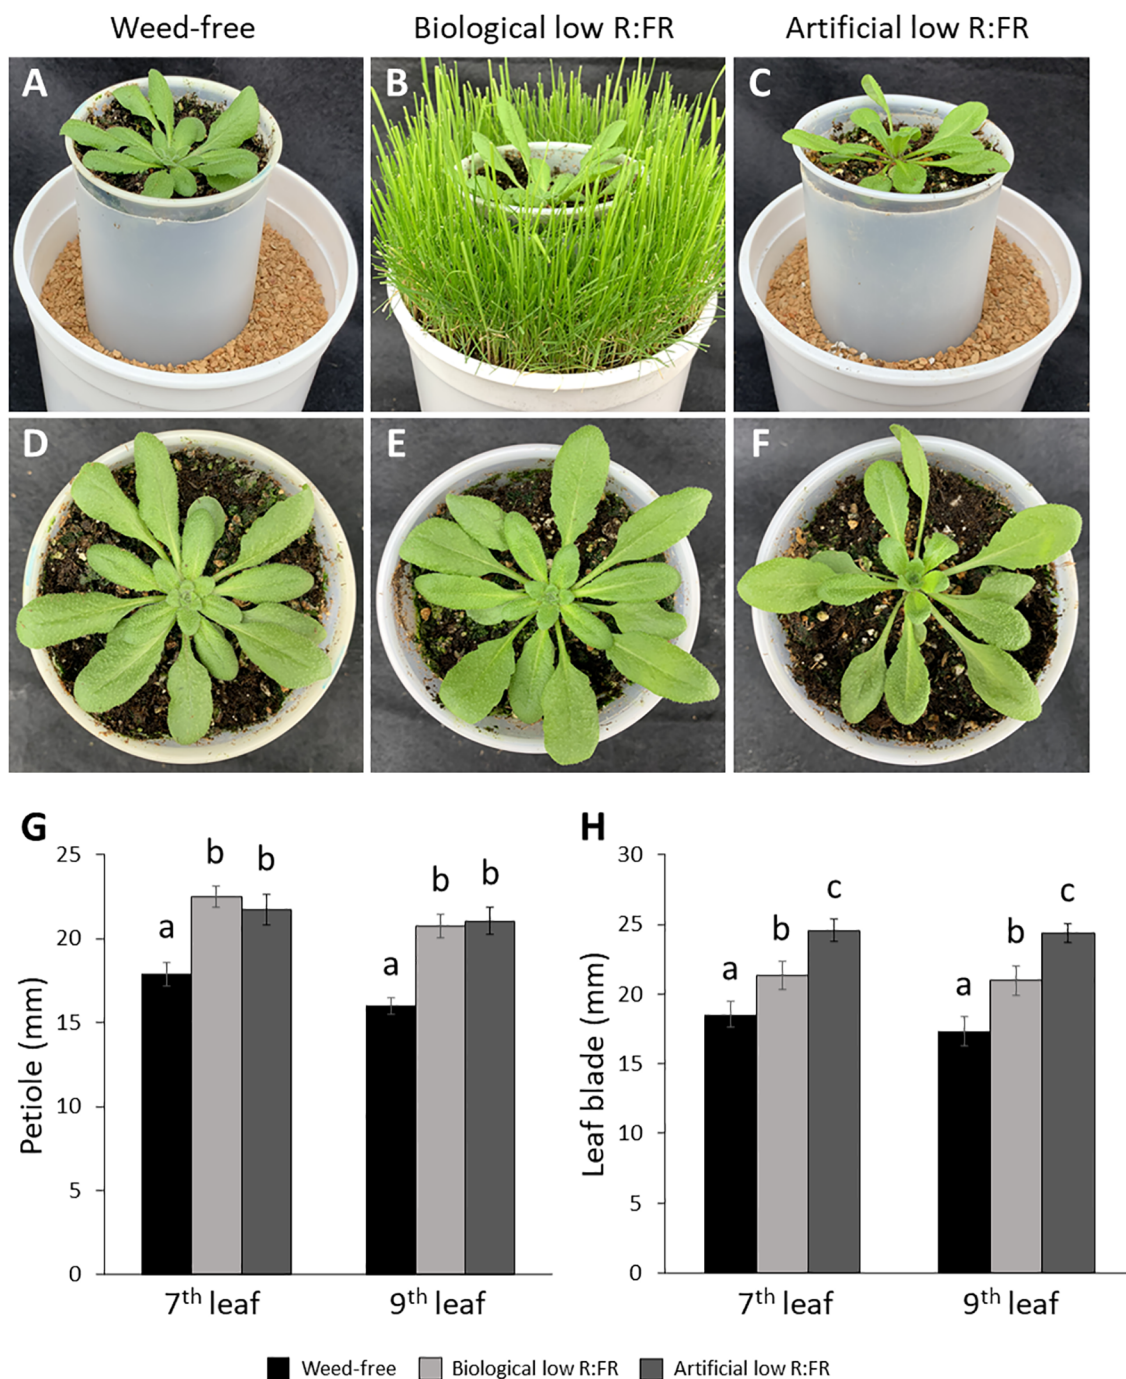 Weed-free Biological low R:FR Artificial low R:FR
A B C
D E F
G
Petiole (mm)
25
20
15
10
5
0
a b b
a b b
7th leaf 9th leaf
H
Leaf blade (mm)
30
25
20
15
10
5
0
a b c
a b c
7th leaf 9th leaf
Weed-free Biological low R:FR Artificial low R:FR